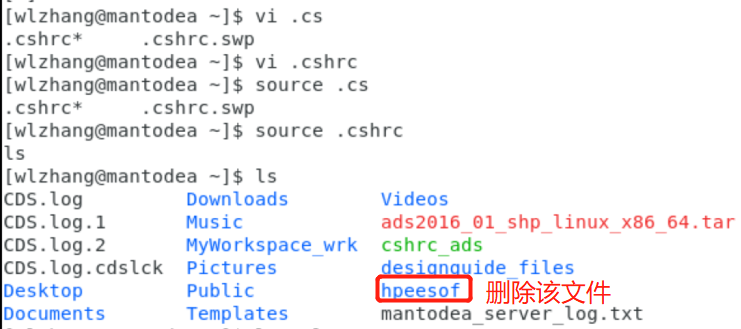 [wlzhang@mantodea ~]$ vi .cs
.cshrc*     .cshrc.swp
[wlzhang@mantodea ~]$ vi .cshrc
[wlzhang@mantodea ~]$ source .cs
.cshrc*     .cshrc.swp
[wlzhang@mantodea ~]$ source .cshrc
ls
[wlzhang@mantodea ~]$ ls
CDS.log Downloads Videos
CDS.log.1 Music ads2016_01_shp_linux_x86_64.tar
CDS.log.2 MyWorkspace_wrk cshrc_ads
CDS.log.cdslck Pictures designguide_files
Desktop Public hpeesof 删除该文件
Documents Templates mantodea_server_log.txt